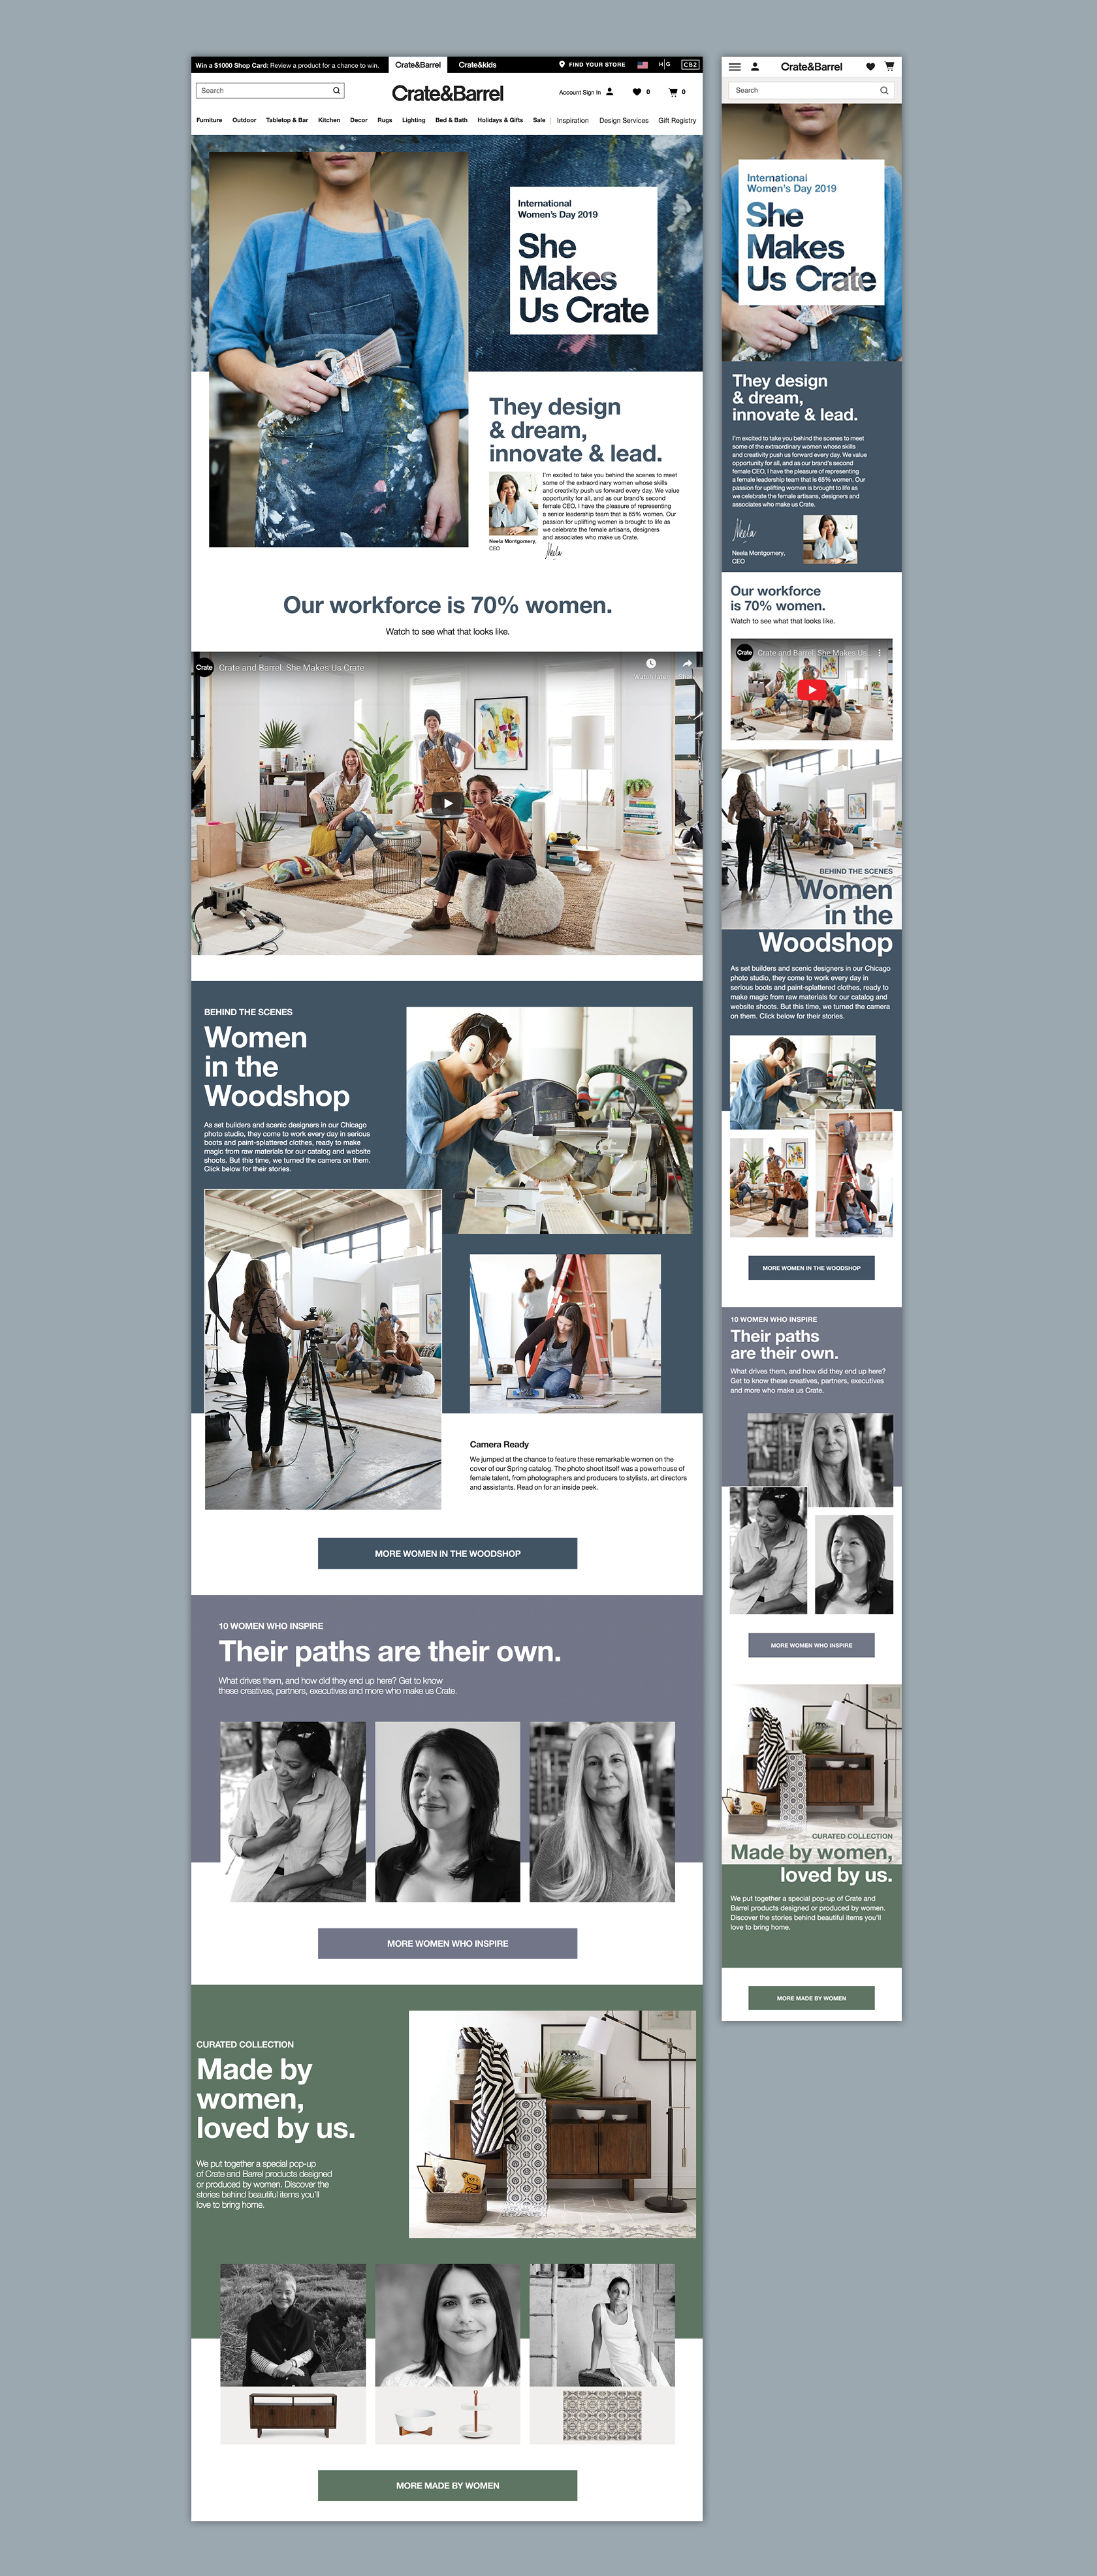 Win a $1000 Shop Card: Review a product for a chance to win.
Crate&Barrel
Crate&kids
FIND YOUR STORE
H|G
CB2
Search
Crate&Barrel
Account Sign In
0
0
Furniture
Outdoor
Tabletop & Bar
Kitchen
Decor
Rugs
Lighting
Bed & Bath
Holidays & Gifts
Sale
Inspiration
Design Services
Gift Registry
International
Women's Day 2019
She
Makes
Us Crate
They design
& dream,
innovate & lead.
I'm excited to take you behind the scenes to meet
some of the extraordinary women whose skills
and creativity push us forward every day. We value
opportunity for all, and as our brand's second
female CEO, I have the pleasure of representing
a senior leadership team that is 65% women. Our
passion for uplifting women is brought to life as
we celebrate the female artisans, designers
and associates who make us Crate.
Neela Montgomery,
CEO
Neela
Our workforce is 70% women.
Watch to see what that looks like.
Crate
Crate and Barrel: She Makes Us Crate
Watch later
BEHIND THE SCENES
Women
in the
Woodshop
As set builders and scenic designers in our Chicago
photo studio, they come to work every day in serious
boots and paint-splattered clothes, ready to make
magic from raw materials for our catalog and website
shoots. But this time, we turned the camera on them.
Click below for their stories.
Camera Ready
We jumped at the chance to feature these remarkable women on the
cover of our Spring catalog. The photo shoot itself was a powerhouse of
female talent, from photographers and producers to stylists, art directors
and assistants. Read on for an inside peek.
MORE WOMEN IN THE WOODSHOP
10 WOMEN WHO INSPIRE
Their paths are their own.
What drives them, and how did they end up here? Get to know
these creatives, partners, executives and more who make us Crate.
MORE WOMEN WHO INSPIRE
CURATED COLLECTION
Made by
women,
loved by us.
We put together a special pop-up
of Crate and Barrel products designed
or produced by women. Discover the
stories behind beautiful items you'll
love to bring home.
MORE MADE BY WOMEN
Crate&Barrel
Search
International
Women's Day 2019
She
Makes
Us Crate
They design
& dream,
innovate & lead.
I'm excited to take you behind the scenes to meet
some of the extraordinary women whose skills
and creativity push us forward every day. We value
opportunity for all, and as our brand's second
female CEO, I have the pleasure of representing
a female leadership team that is 65% women. Our
passion for uplifting women is brought to life as
we celebrate the female artisans, designers and
associates who make us Crate.
Neela
Neela Montgomery,
CEO
Our workforce
is 70% women.
Watch to see what that looks like.
Crate
Crate and Barrel: She Makes Us...
BEHIND THE SCENES
Women
in the
Woodshop
As set builders and scenic designers in our Chicago
photo studio, they come to work every day in
serious boots and paint-splattered clothes, ready to
make magic from raw materials for our catalog and
website shoots. But this time, we turned the camera
on them. Click below for their stories.
MORE WOMEN IN THE WOODSHOP
10 WOMEN WHO INSPIRE
Their paths
are their own.
What drives them, and how did they end up here?
Get to know these creatives, partners, executives
and more who make us Crate.
MORE WOMEN WHO INSPIRE
CURATED COLLECTION
Made by women,
loved by us.
We put together a special pop-up of Crate and
Barrel products designed or produced by women.
Discover the stories behind beautiful items you'll
love to bring home.
MORE MADE BY WOMEN